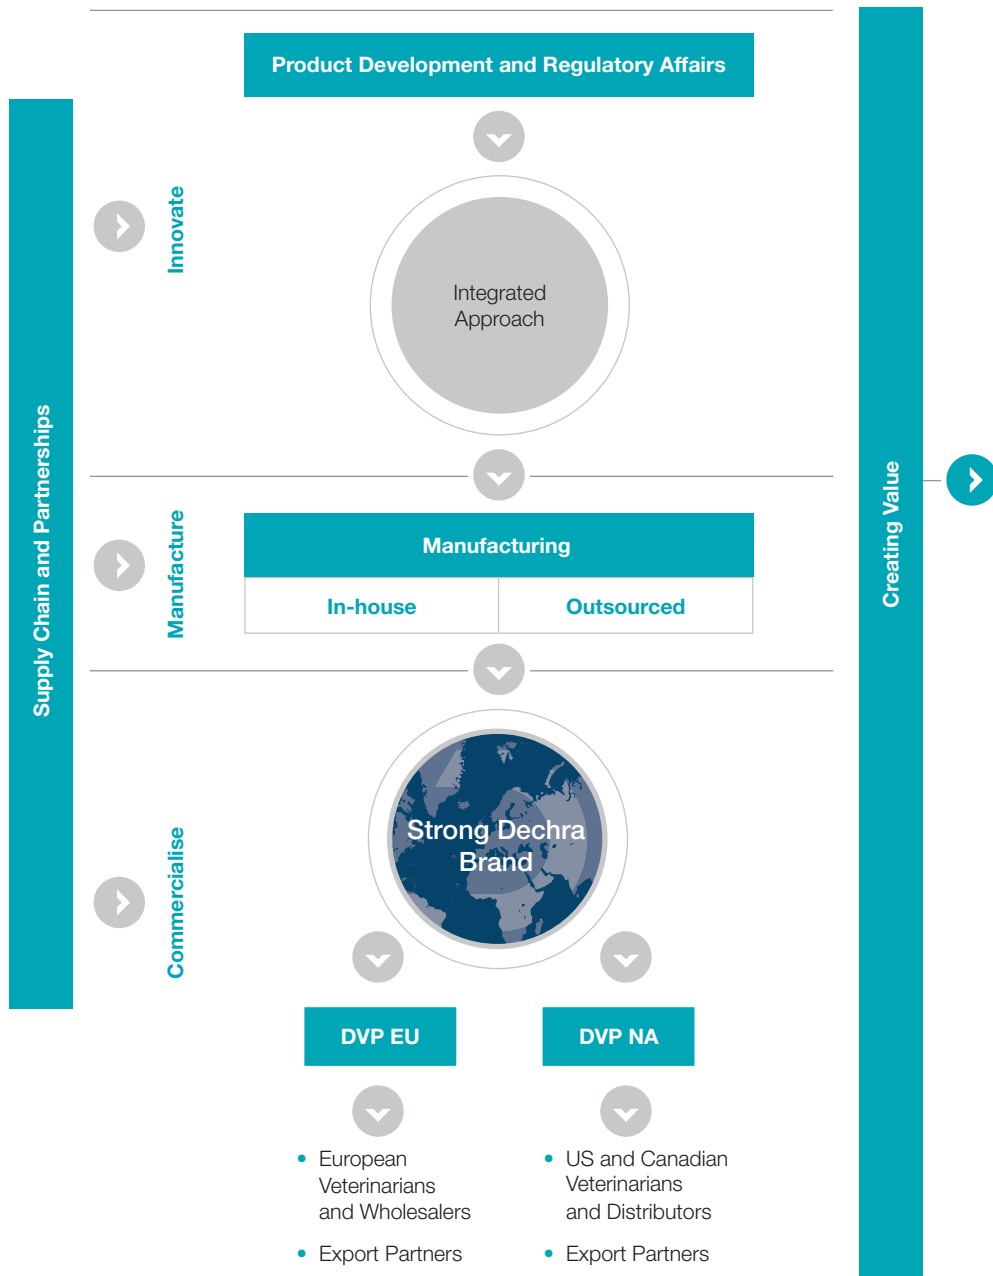 Product Development and Regulatory Affairs
Supply Chain and Partnerships
Innovate
Integrated
Approach
Creating Value
Manufacture
Manufacturing
In-house
Outsourced
Commercialise
Strong Dechra
Brand
DVP EU
DVP NA
• European
Veterinarians
and Wholesalers
• Export Partners
• US and Canadian
Veterinarians
and Distributors
• Export Partners